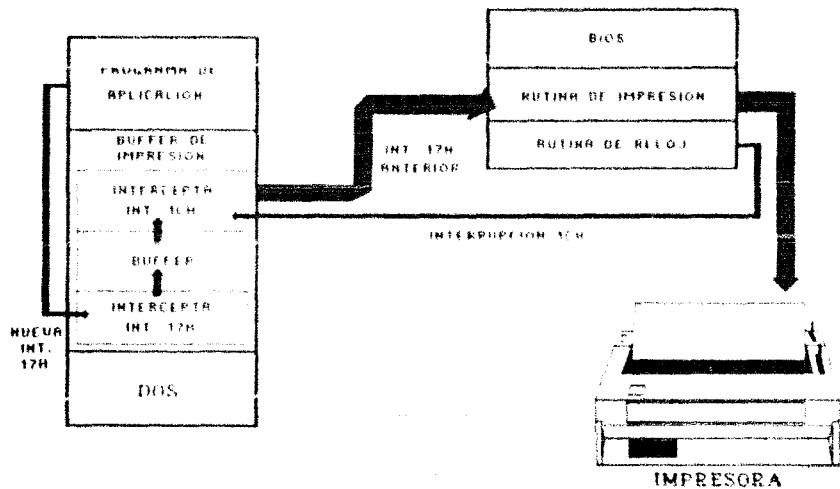 PROGRAMA DE
APLICACION
BUFFER DE
IMPRESION
INTERCEPTA
INT. 1CH
BUFFER
INTERCEPTA
INT. 17H
NUEVA
INT.
17H
DOS
INT. 17H
ANTERIOR
INTERRUPCION 1CH
BIOS
RUTINA DE IMPRESION
RUTINA DE RELOJ
IMPRESORA